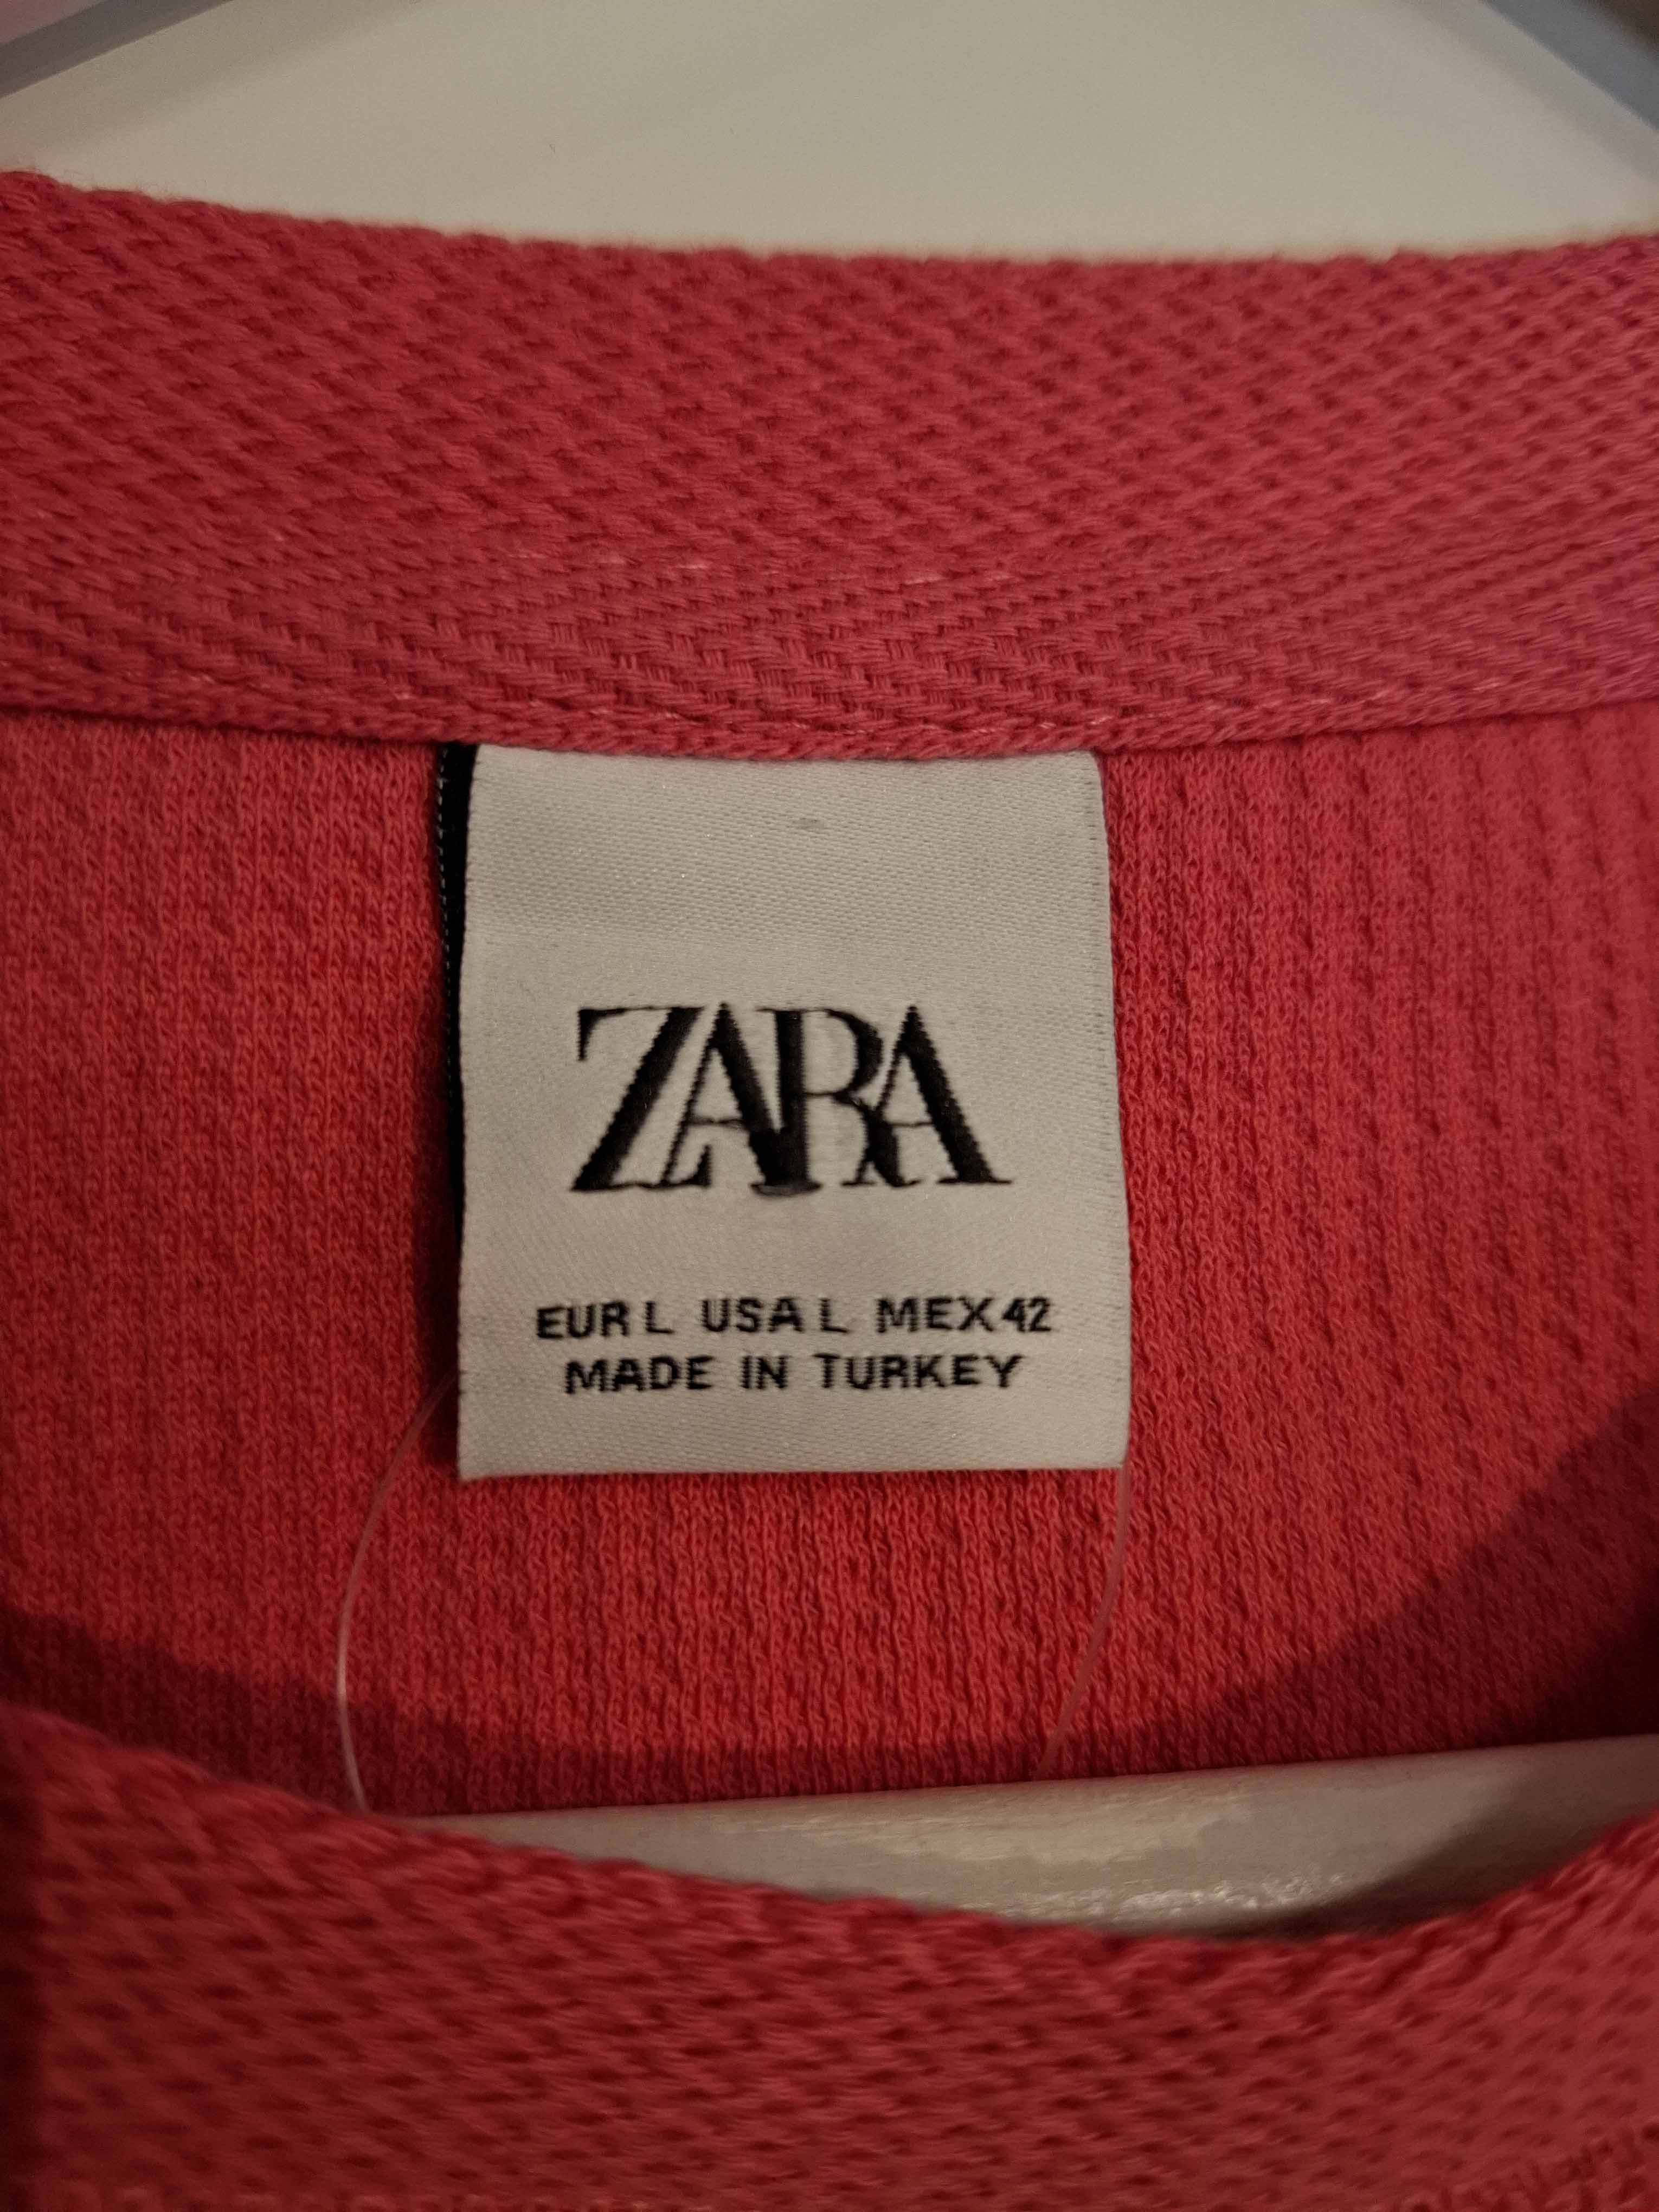 ZARA
EUR L USA L MEX 42
MADE IN TURKEY